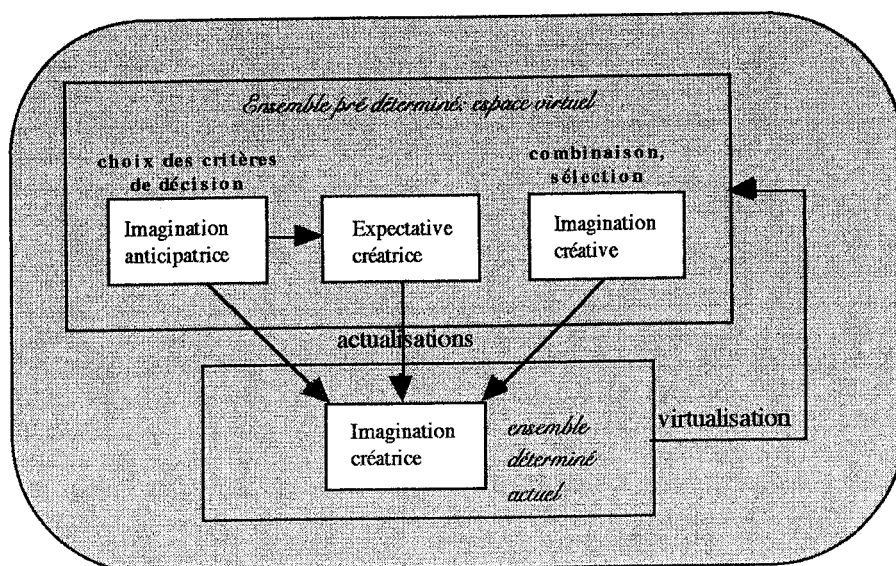 Ensemble pré déterminé: espace virtuel
choix des critères
de décision
combinaison,
sélection
Imagination
anticipatrice
Expectative
créatrice
Imagination
créative
actualisations
Imagination
créatrice
ensemble
déterminé
actuel
virtualisation